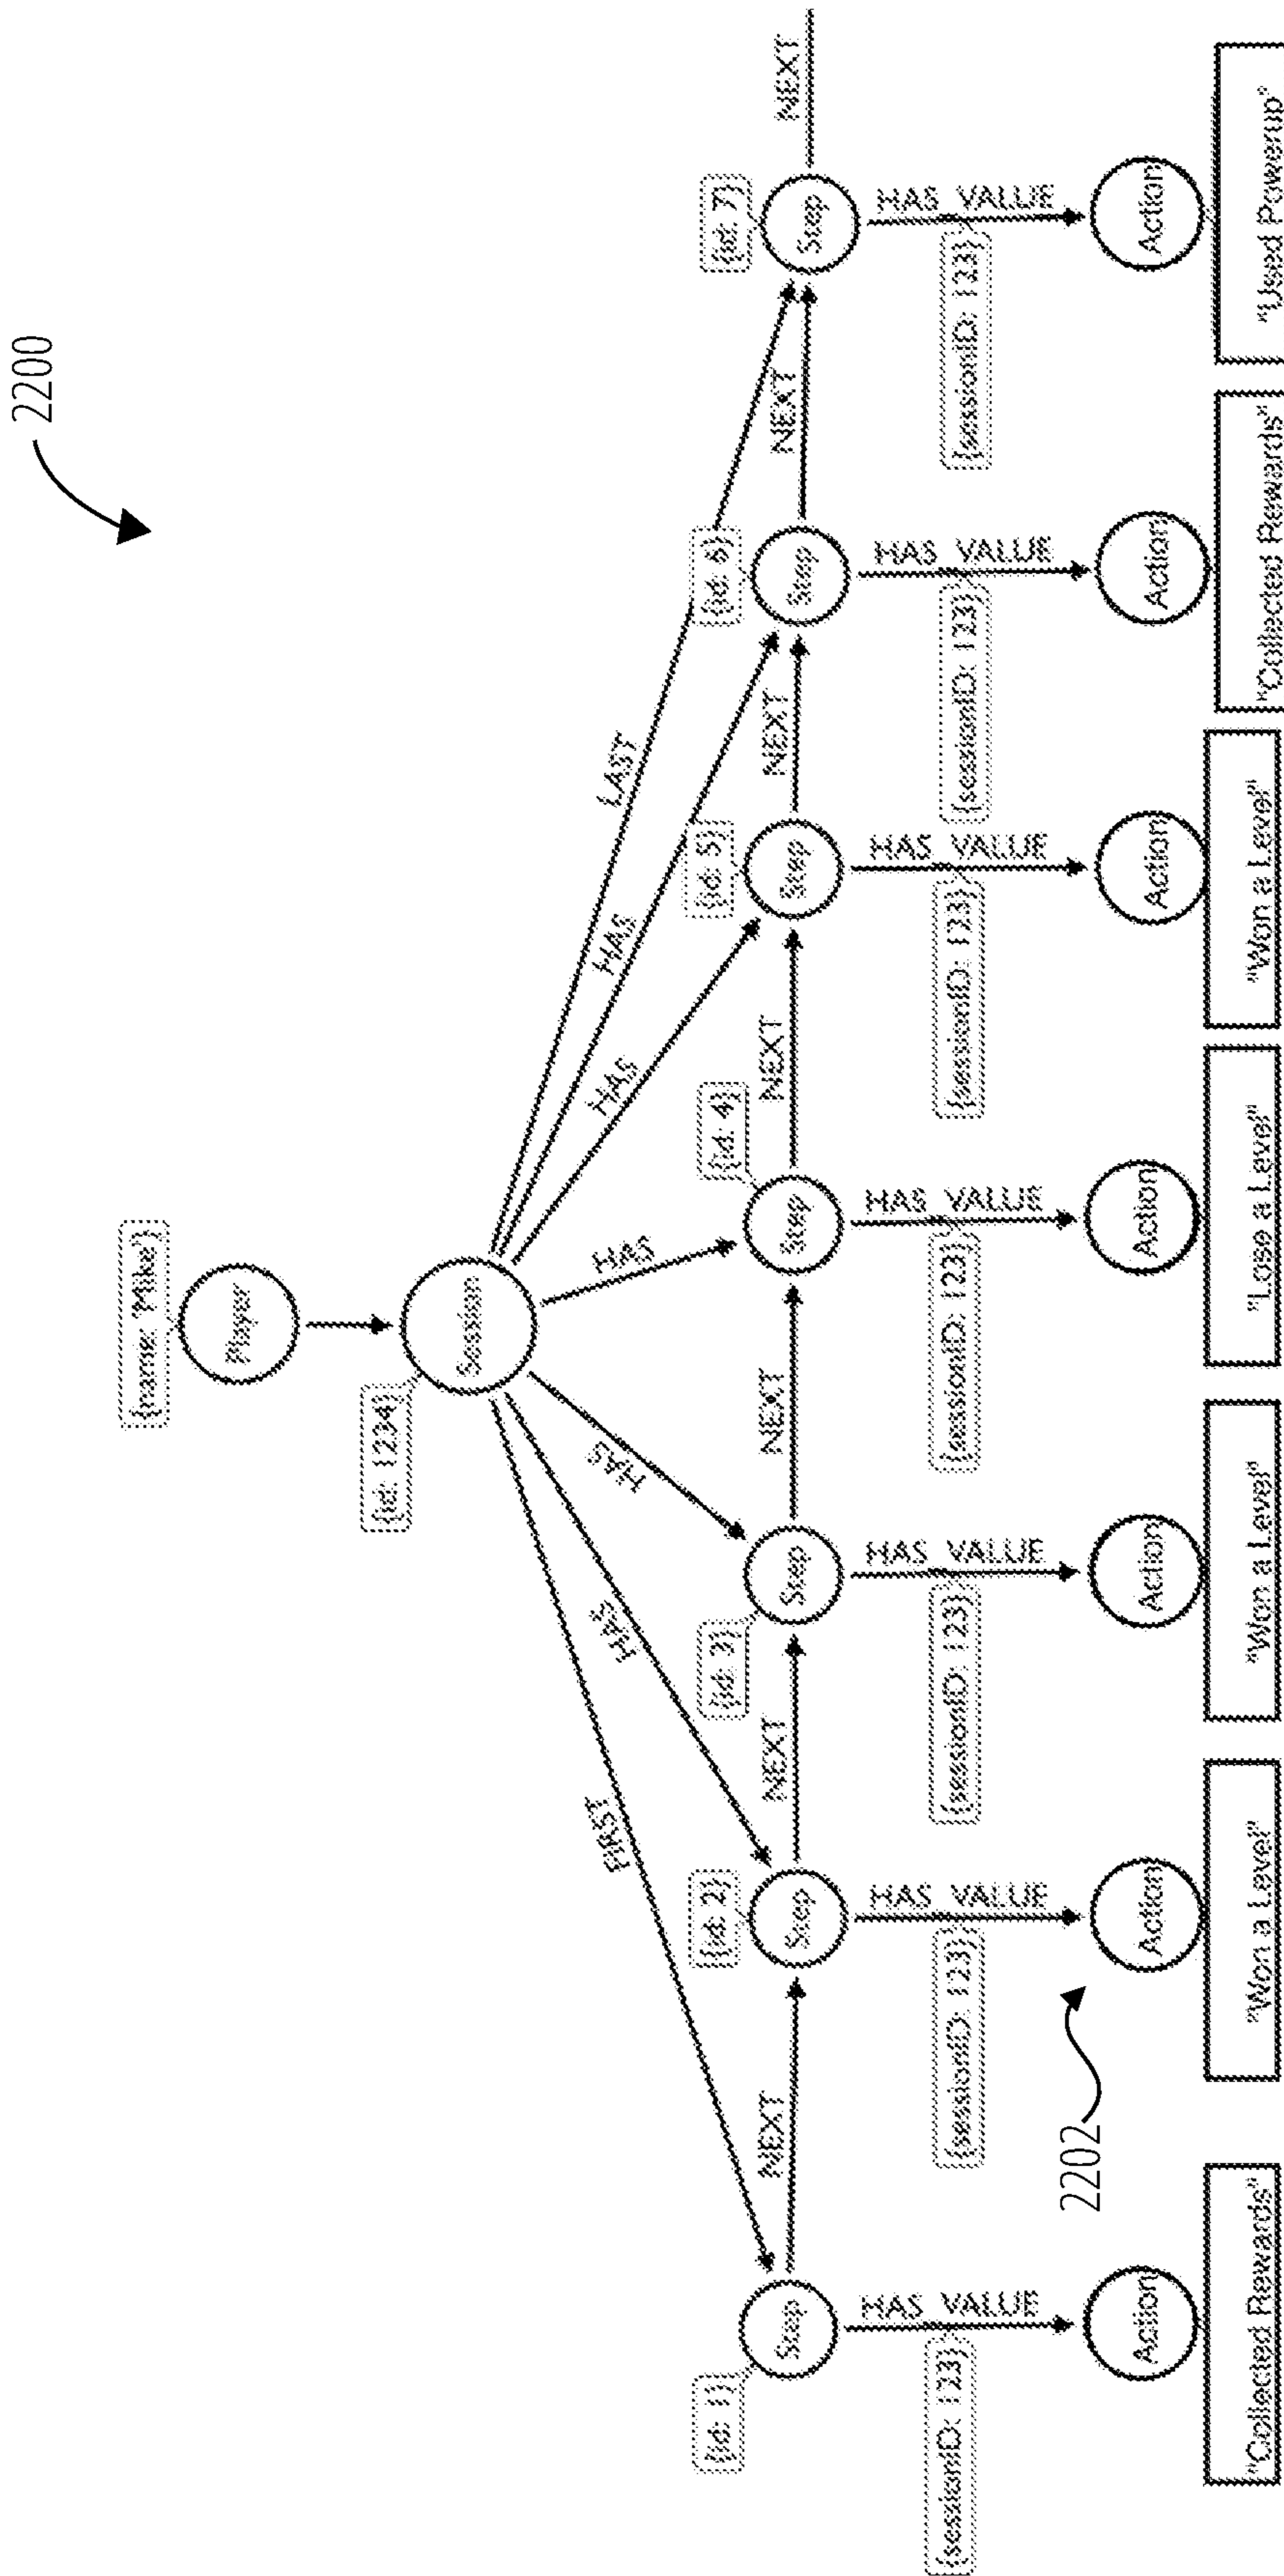 2200
{name: 'Mike'}
Player
{id: 1234}
Session
FIRST
HAS
HAS
HAS
HAS
HAS
LAST
{id: 1}
{id: 2}
{id: 3}
{id: 4}
{id: 5}
{id: 6}
{id: 7}
Step
NEXT
Step
NEXT
Step
NEXT
Step
NEXT
Step
NEXT
Step
NEXT
Step
NEXT
HAS VALUE
HAS VALUE
HAS VALUE
HAS VALUE
HAS VALUE
HAS VALUE
HAS VALUE
{sessionID: 123}
{sessionID: 123}
{sessionID: 123}
{sessionID: 123}
{sessionID: 123}
{sessionID: 123}
{sessionID: 123}
2202
Action
Action
Action
Action
Action
Action
Action
"Collected Rewards"
"Won a Level"
"Won a Level"
"Lose a Level"
"Won a Level"
"Collected Rewards"
"Used Powerup"